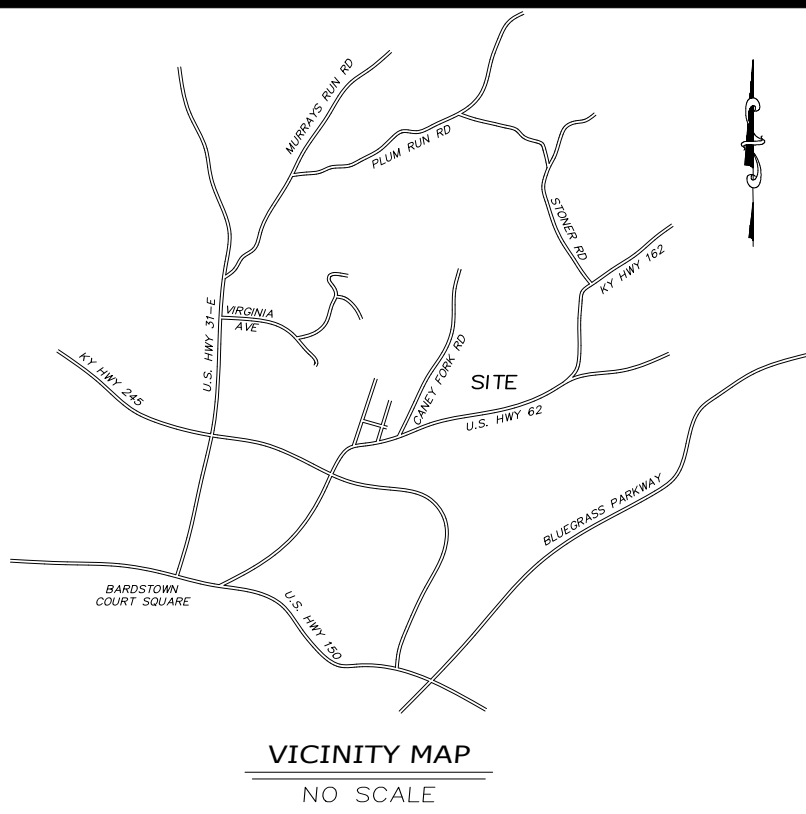 MURRAYS RUN RD
PLUM RUN RD
STONER RD
KY HWY 162
U.S. HWY 31-E
VIRGINIA
AVE
KY HWY 245
CANEY FORK RD
SITE
U.S. HWY 62
BLUEGRASS PARKWAY
BARDSTOWN
COURT SQUARE
U.S. HWY 150
VICINITY MAP
NO SCALE